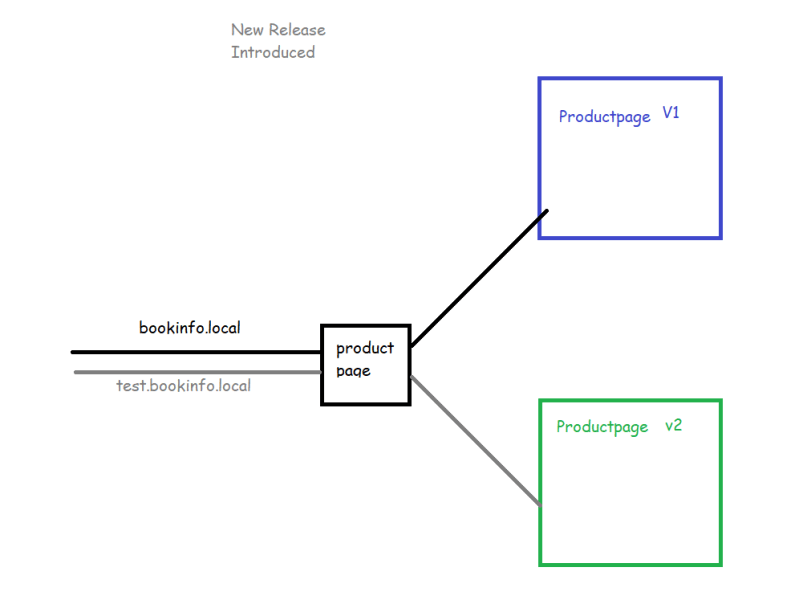 New Release
Introduced
Productpage V1
bookinfo.local
product
page
test.bookinfo.local
Productpage v2